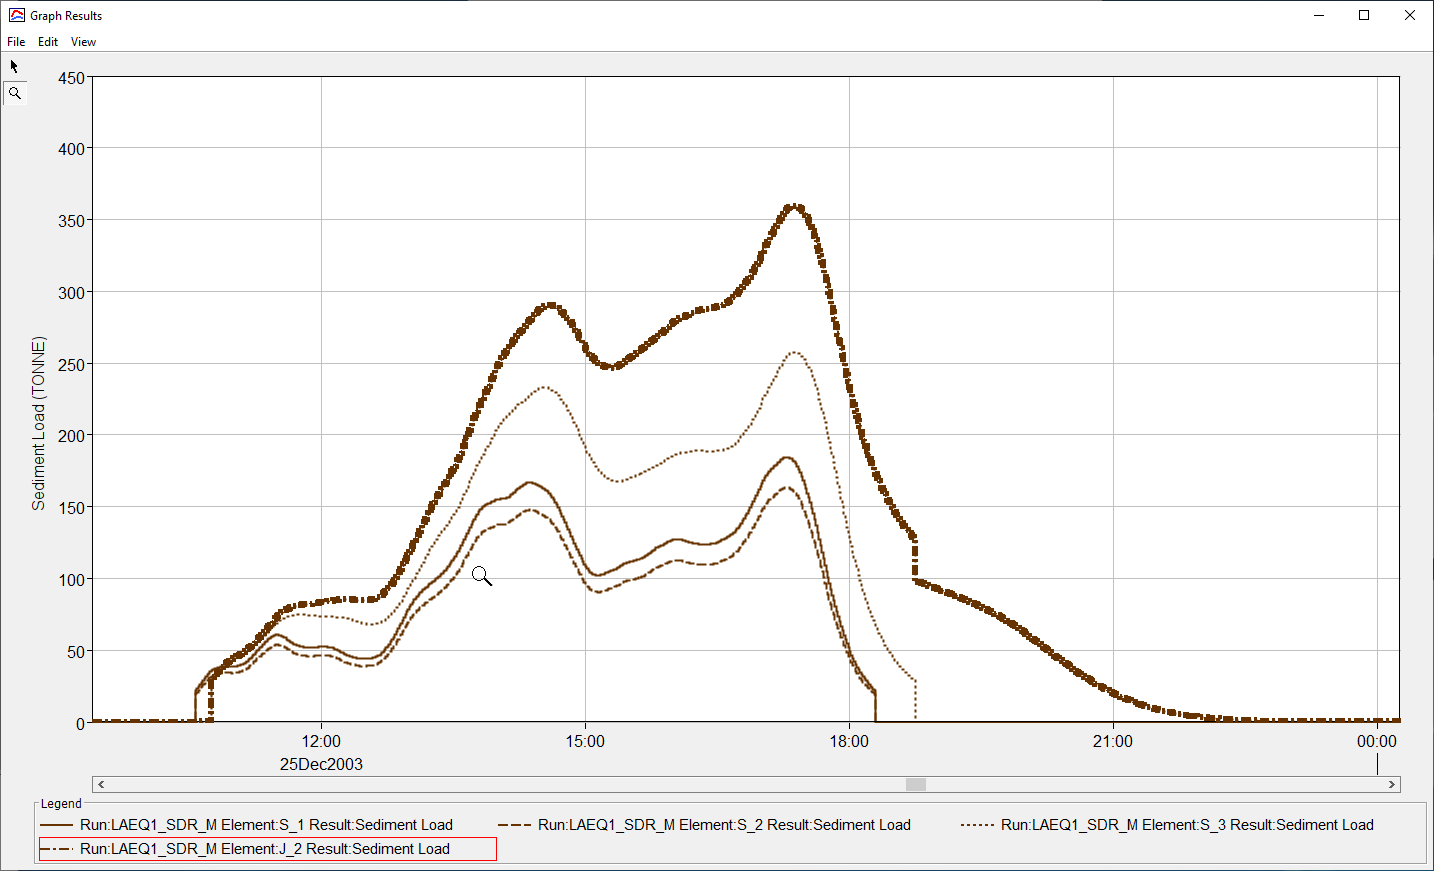 Graph Results
File Edit View
450
400
350
300
250
200
150
100
50
0
Sediment Load (TONNE)
12:00 15:00 18:00 21:00 00:00
25Dec2003
Legend
Run:LAEQ1_SDR_M Element:S_1 Result:Sediment Load Run:LAEQ1_SDR_M Element:S_2 Result:Sediment Load Run:LAEQ1_SDR_M Element:S_3 Result:Sediment Load
Run:LAEQ1_SDR_M Element:J_2 Result:Sediment Load